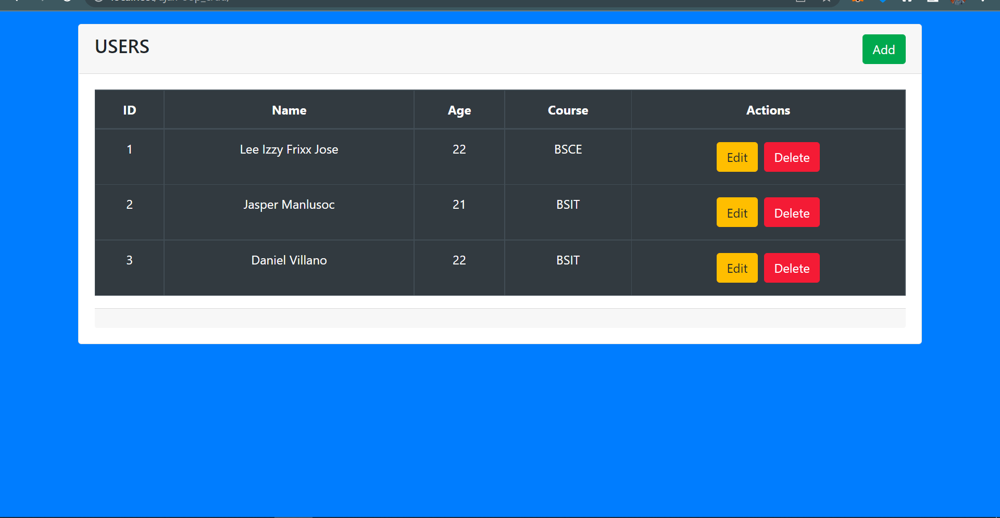 USERS
Add
ID Name Age Course Actions
1 Lee Izzy Frixx Jose 22 BSCE Edit Delete
2 Jasper Manlusoc 21 BSIT Edit Delete
3 Daniel Villano 22 BSIT Edit Delete